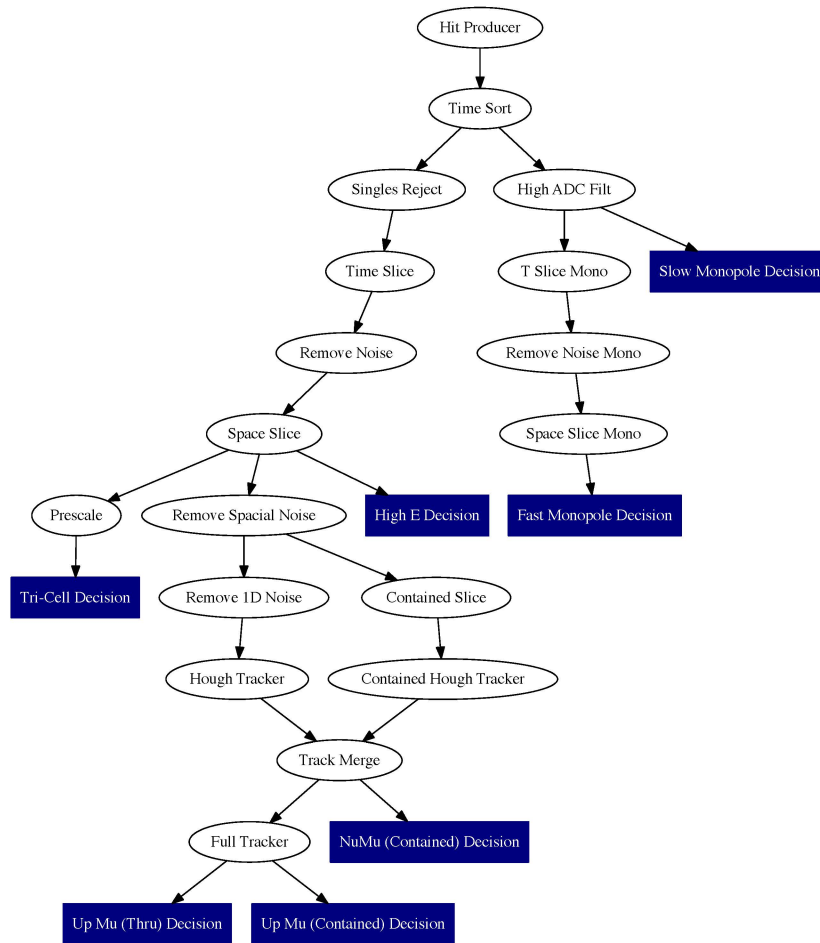 Hit Producer
Time Sort
Singles Reject
High ADC Filt
Time Slice
T Slice Mono
Slow Monopole Decision
Remove Noise
Remove Noise Mono
Space Slice
Space Slice Mono
Prescale
Remove Spacial Noise
High E Decision
Fast Monopole Decision
Tri-Cell Decision
Remove 1D Noise
Contained Slice
Hough Tracker
Contained Hough Tracker
Track Merge
Full Tracker
NuMu (Contained) Decision
Up Mu (Thru) Decision
Up Mu (Contained) Decision